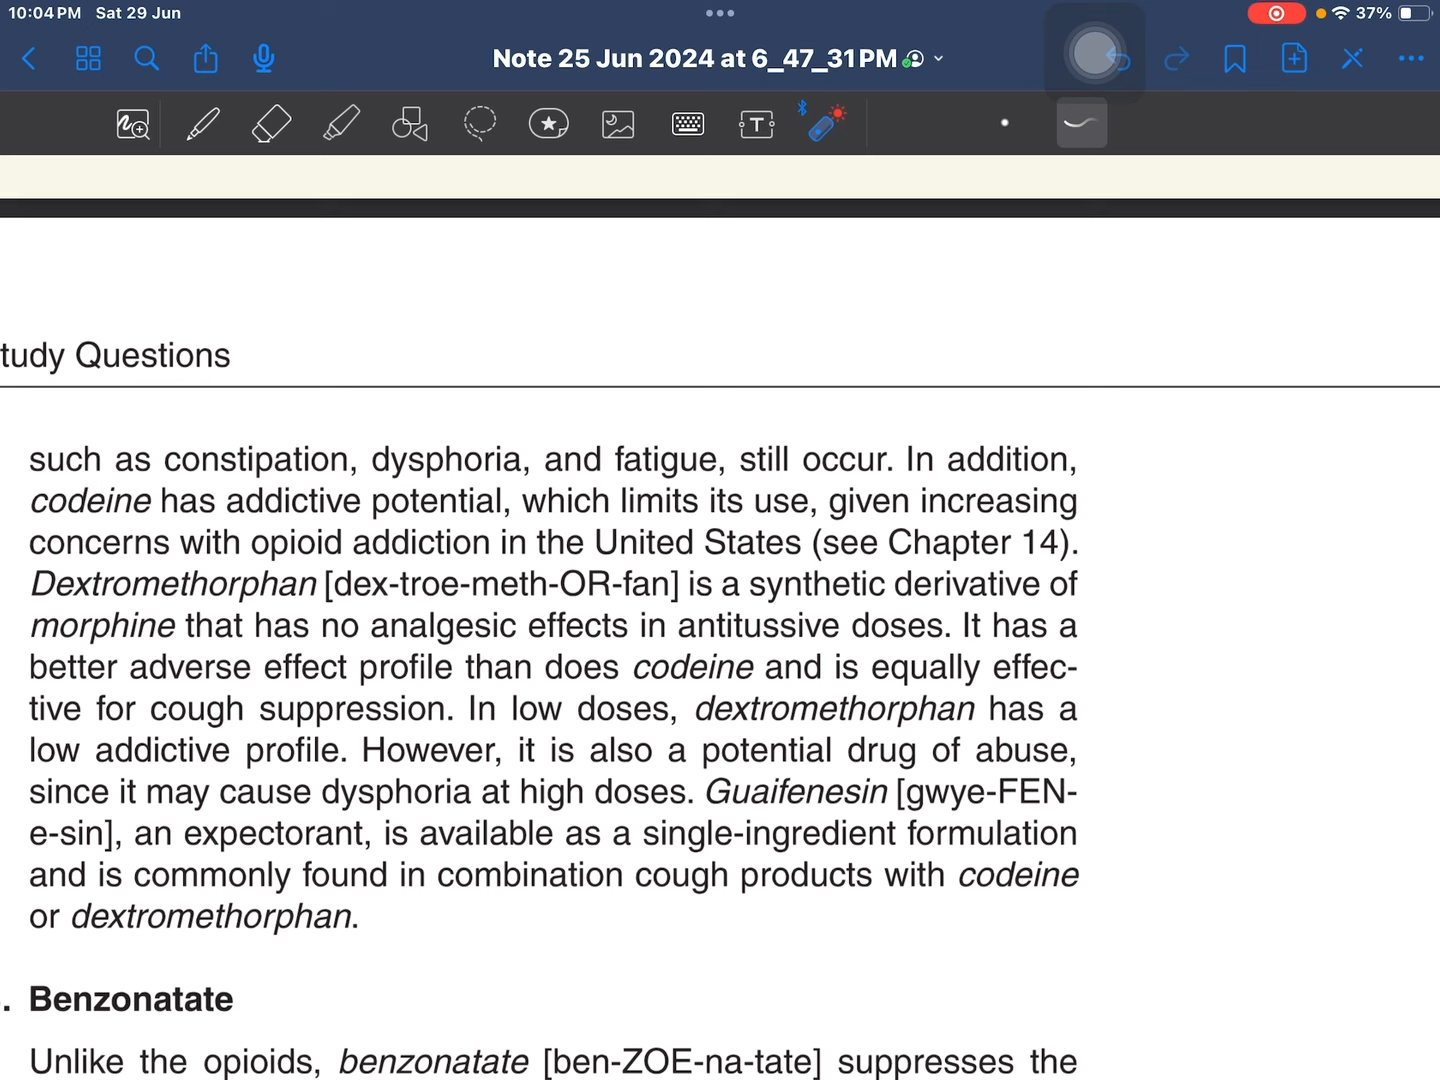 10:04 PM Sat 29 Jun
37%
Note 25 Jun 2024 at 6_47_31 PM
T
tudy Questions
such as constipation, dysphoria, and fatigue, still occur. In addition,
codeine has addictive potential, which limits its use, given increasing
concerns with opioid addiction in the United States (see Chapter 14).
Dextromethorphan [dex-troe-meth-OR-fan] is a synthetic derivative of
morphine that has no analgesic effects in antitussive doses. It has a
better adverse effect profile than does codeine and is equally effec-
tive for cough suppression. In low doses, dextromethorphan has a
low addictive profile. However, it is also a potential drug of abuse,
since it may cause dysphoria at high doses. Guaifenesin [gwye-FEN-
e-sin], an expectorant, is available as a single-ingredient formulation
and is commonly found in combination cough products with codeine
or dextromethorphan.
. Benzonatate
Unlike the opioids, benzonatate [ben-ZOE-na-tate] suppresses the